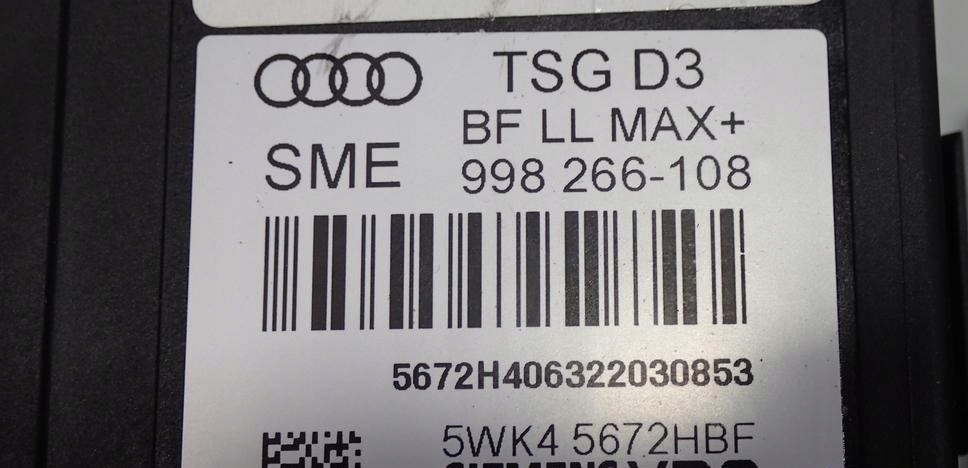 TSG D3
BF LL MAX+
SME 998 266-108
5672H406322030853
5WK4 5672HBF